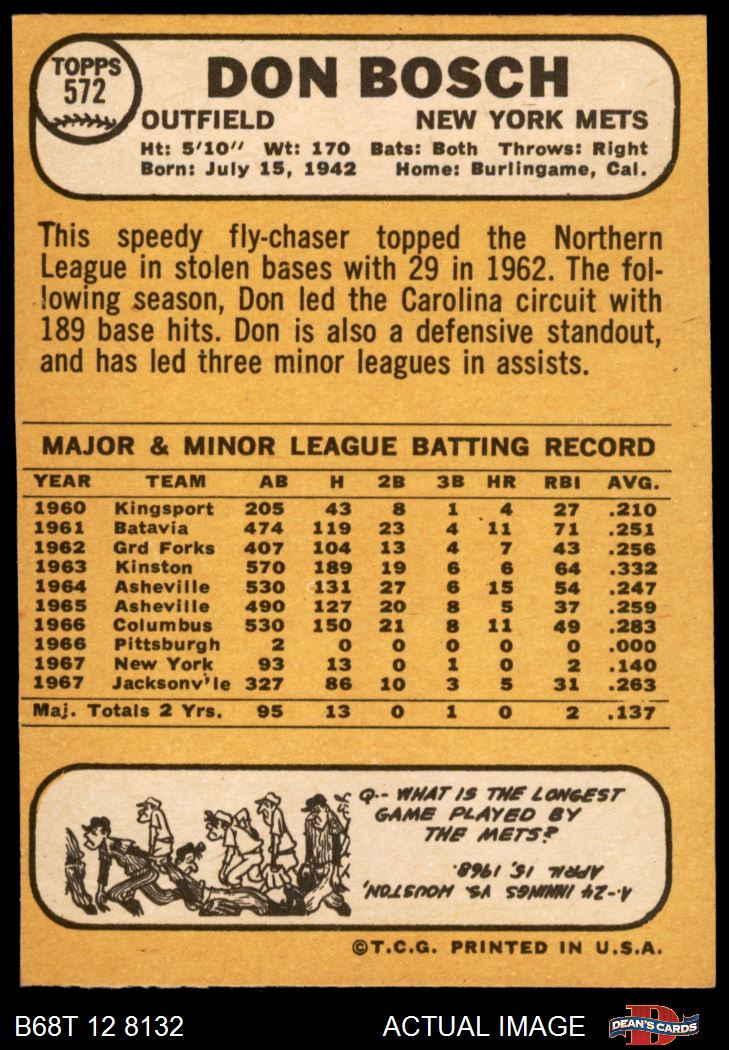 TOPPS
572
DON BOSCH
OUTFIELD NEW YORK METS
Ht: 5'10" Wt: 170 Bats: Both Throws: Right
Born: July 15, 1942 Home: Burlingame, Cal.
This speedy fly-chaser topped the Northern
League in stolen bases with 29 in 1962. The fol-
lowing season, Don led the Carolina circuit with
189 base hits. Don is also a defensive standout,
and has led three minor leagues in assists.
MAJOR & MINOR LEAGUE BATTING RECORD
YEAR TEAM AB H 2B 3B HR RBI AVG.
1960 Kingsport 205 43 8 1 4 27 .210
1961 Batavia 474 119 23 4 11 71 .251
1962 Grd Forks 407 104 13 4 7 43 .256
1963 Kinston 570 189 19 6 6 64 .332
1964 Asheville 530 131 27 6 15 54 .247
1965 Asheville 490 127 20 8 5 37 .259
1966 Columbus 530 150 21 8 11 49 .283
1966 Pittsburgh 2 0 0 0 0 0 .000
1967 New York 93 13 0 1 0 2 .140
1967 Jacksonv'le 327 86 10 3 5 31 .263
Maj. Totals 2 Yrs. 95 13 0 1 0 2 .137
Q-- WHAT IS THE LONGEST
GAME PLAYED BY
THE METS?
A-24 INNINGS VS. HOUSTON,
APRIL 15, 1968.
©T.C.G. PRINTED IN U.S.A.
B68T 12 8132 ACTUAL IMAGE DEAN'S CARDS